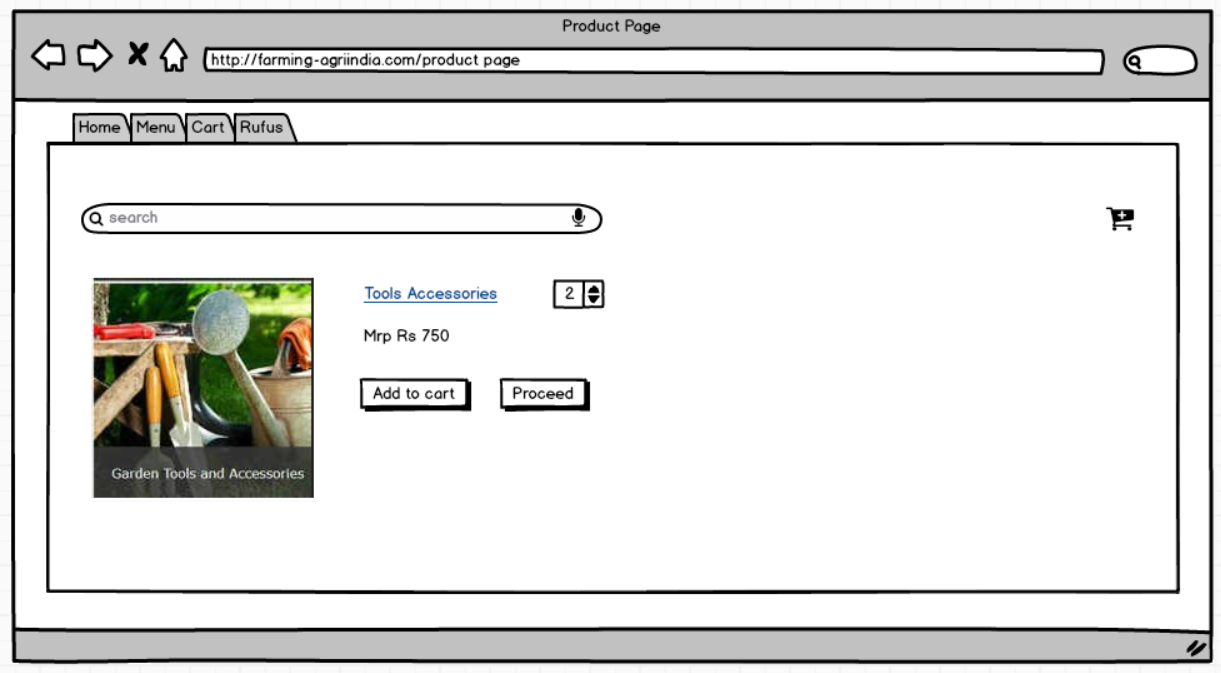 Product Page
http://farming-agriindia.com/product page
Home Menu Cart Rufus
search
Tools Accessories 2
Mrp Rs 750
Add to cart Proceed
Garden Tools and Accessories